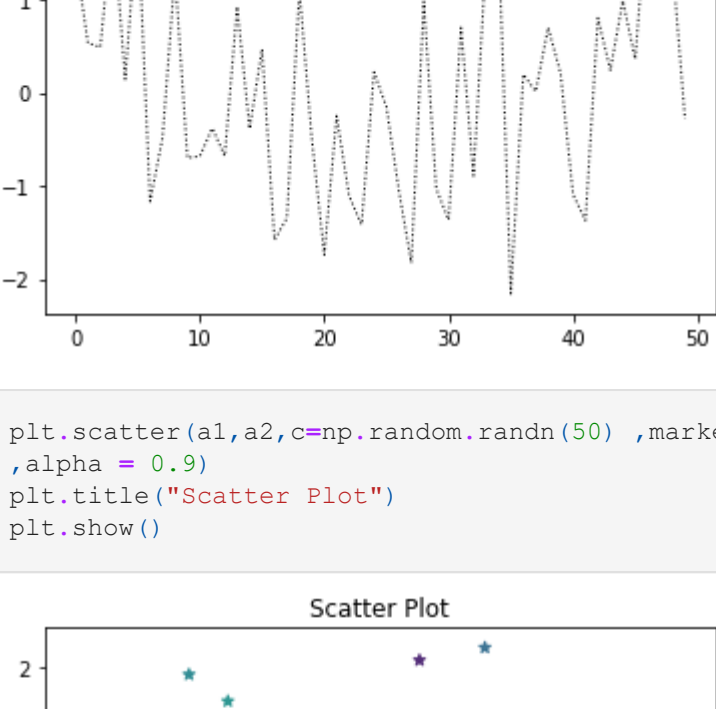 1
0
−1
−2
0 10 20 30 40 50
plt.scatter(a1,a2,c=np.random.randn(50) ,marke
,alpha = 0.9)
plt.title("Scatter Plot")
plt.show()
Scatter Plot
2